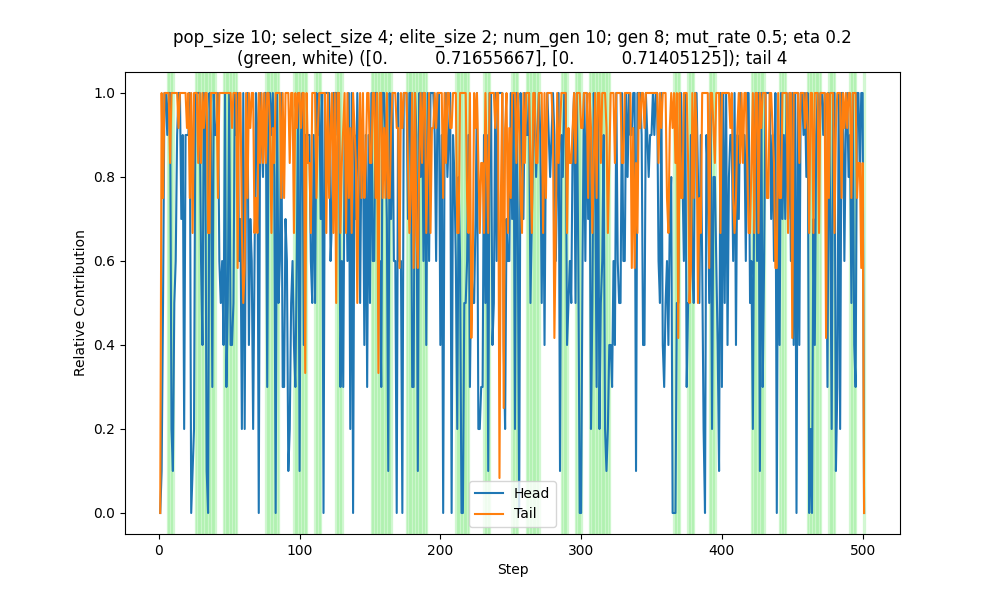 pop_size 10; select_size 4; elite_size 2; num_gen 10; gen 8; mut_rate 0.5; eta 0.2
(green, white) ([0. 0.71655667], [0. 0.71405125]); tail 4
1.0
0.8
0.6
0.4
0.2
0.0
Relative Contribution
Head
Tail
0 100 200 300 400 500
Step